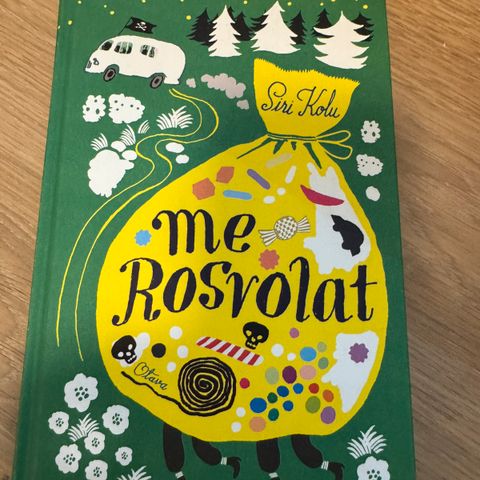 Siri Kolu
me
Rosvolat
Otava